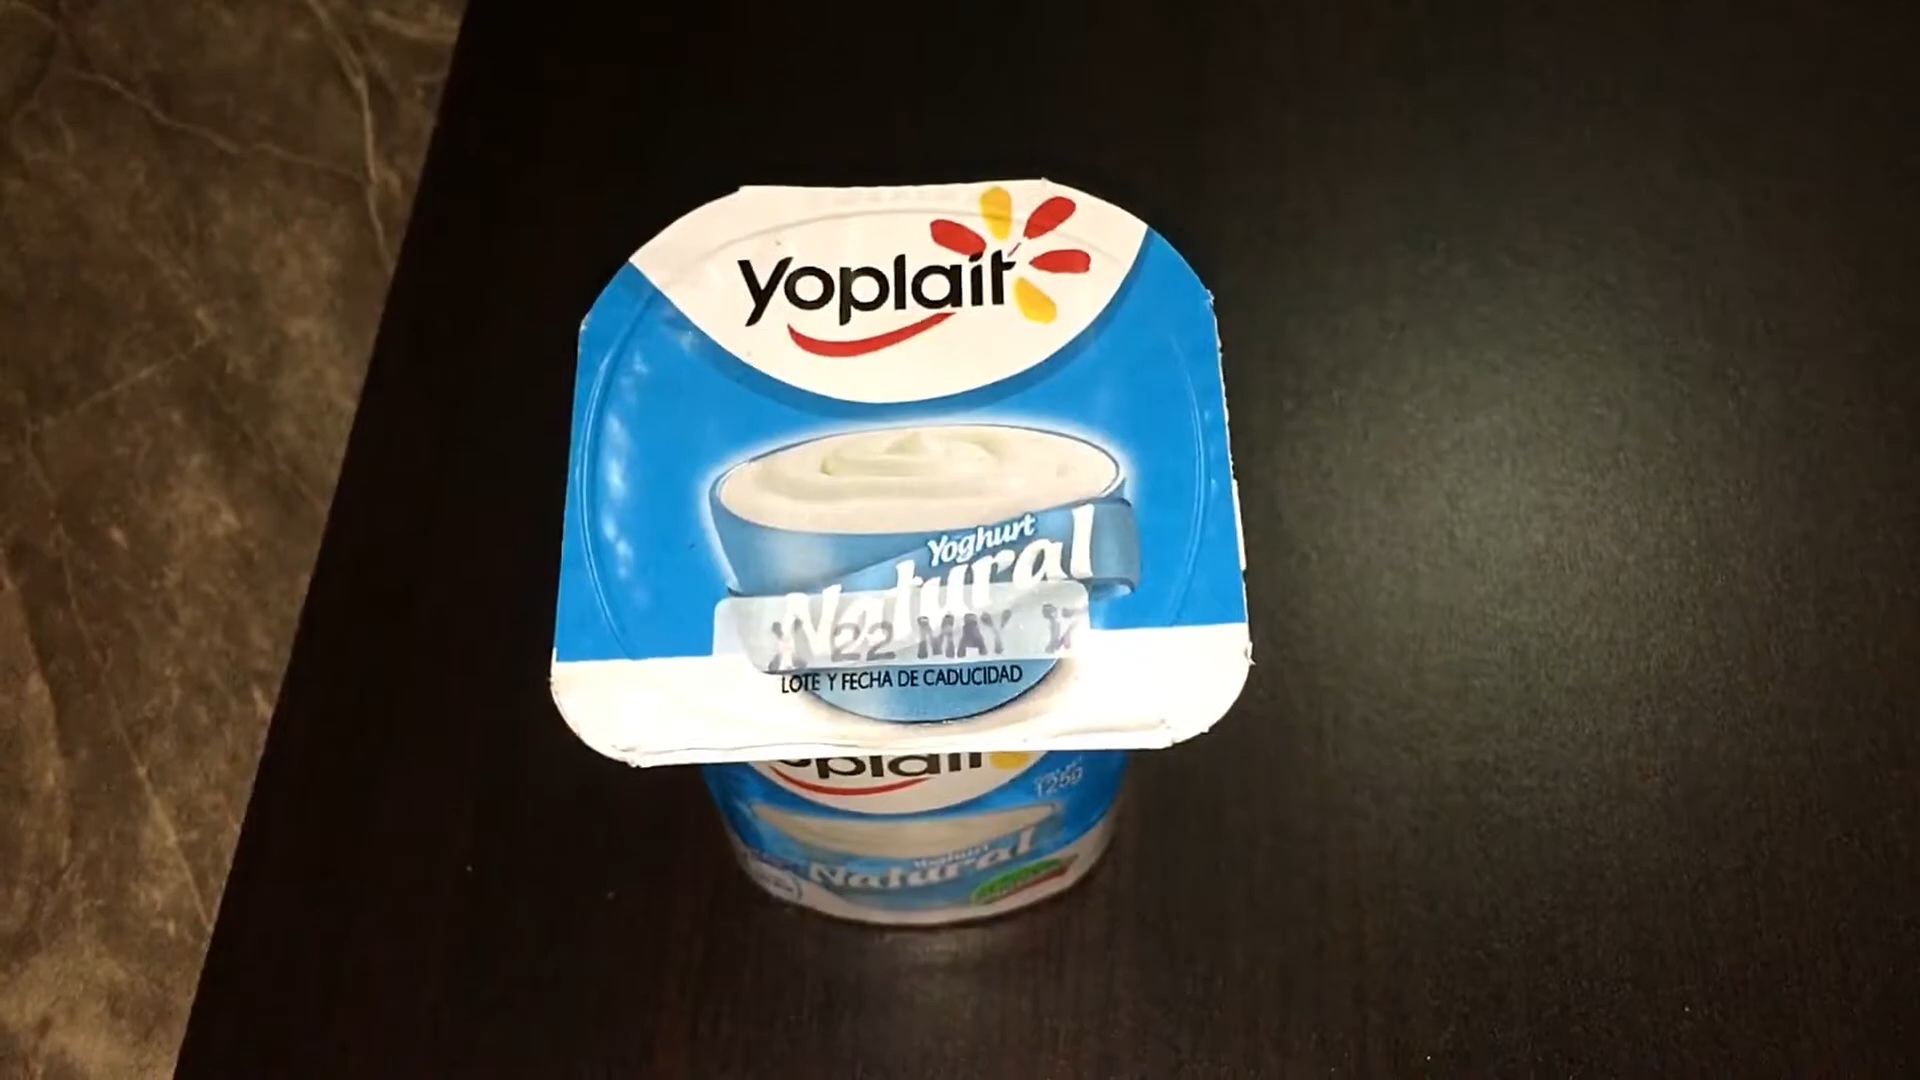 yoplait
Yoghurt
Natural
22 MAY
LOTE Y FECHA DE CADUCIDAD
yoplait
125g
Yoghurt
Natural